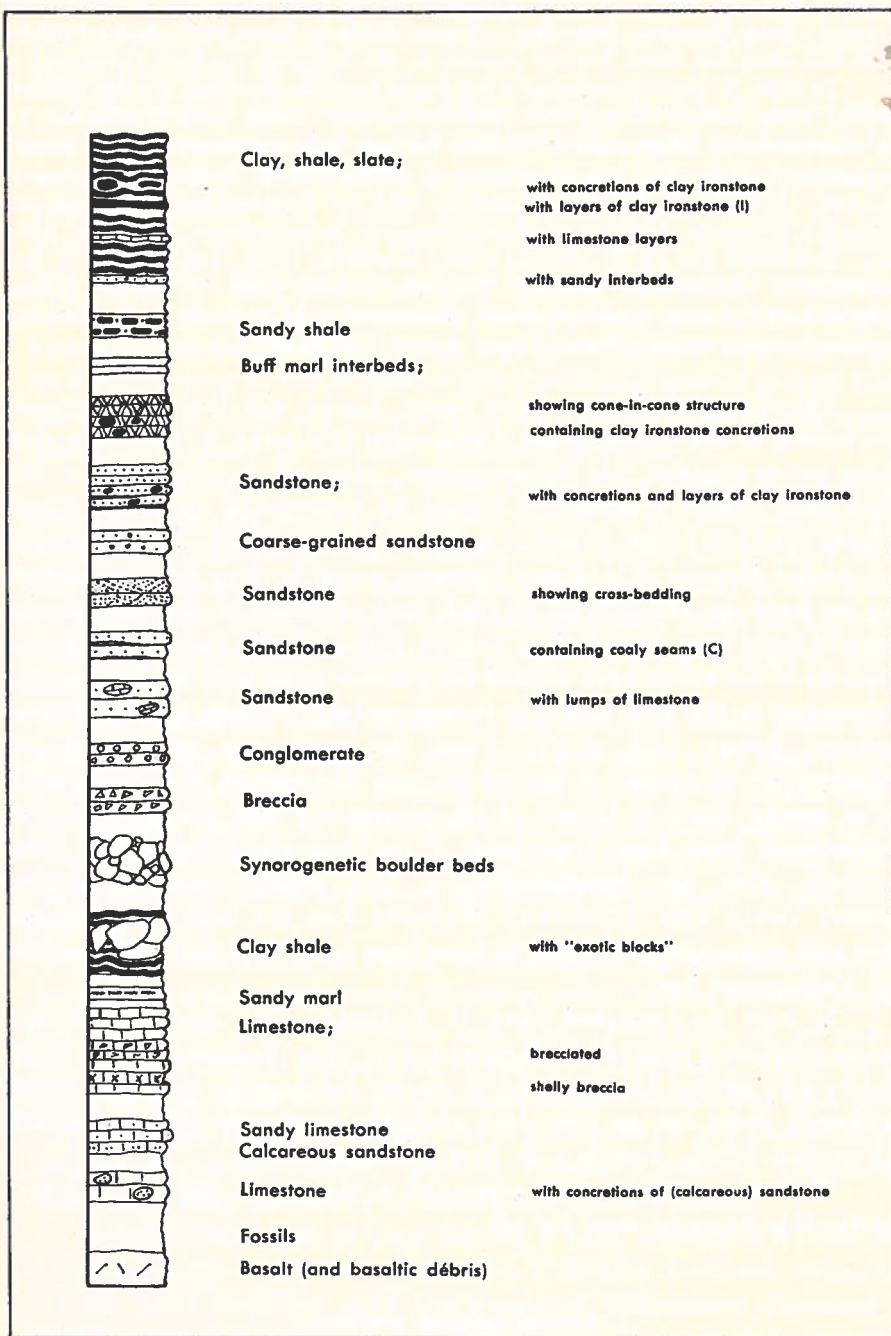 Clay, shale, slate;
with concretions of clay ironstone
with layers of clay ironstone (I)
with limestone layers
with sandy interbeds
Sandy shale
Buff marl interbeds;
showing cone-in-cone structure
containing clay ironstone concretions
Sandstone;
with concretions and layers of clay ironstone
Coarse-grained sandstone
Sandstone showing cross-bedding
Sandstone containing coaly seams (C)
Sandstone with lumps of limestone
Conglomerate
Breccia
Synorogenetic boulder beds
Clay shale with "exotic blocks"
Sandy marl
Limestone;
brecciated
shelly breccia
Sandy limestone
Calcareous sandstone
Limestone with concretions of (calcareous) sandstone
Fossils
Basalt (and basaltic débris)